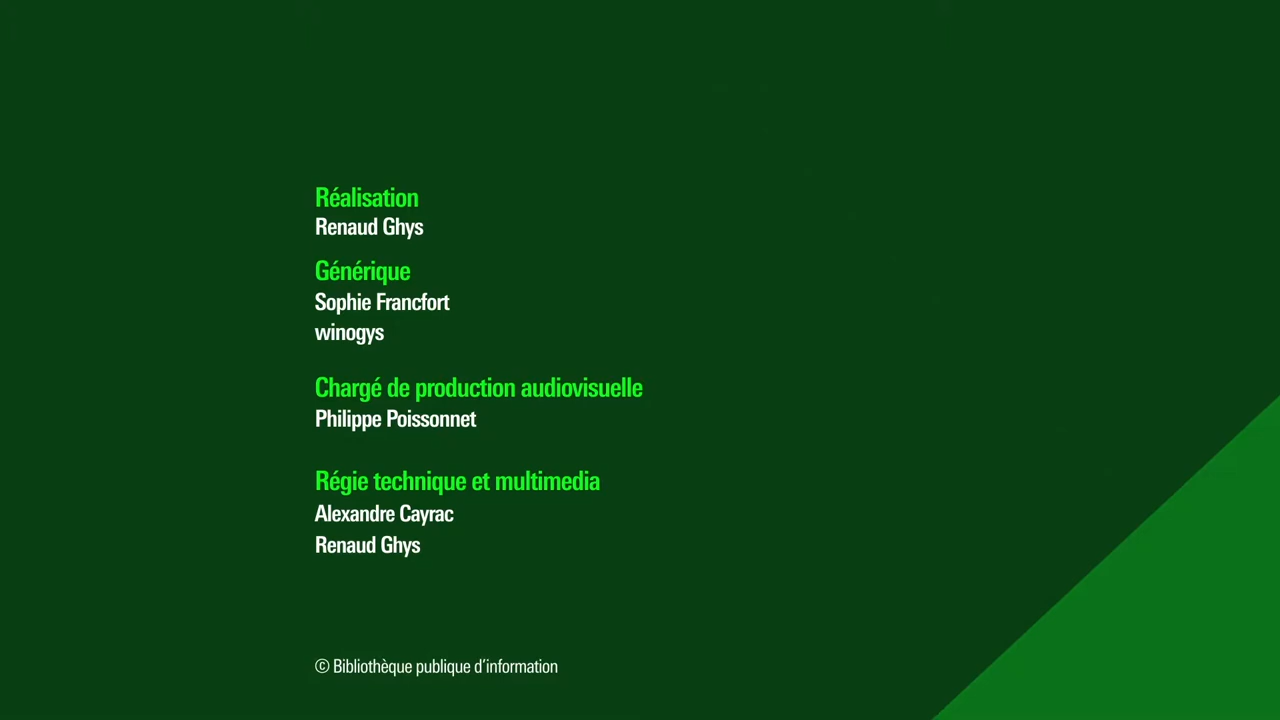 Réalisation
Renaud Ghys
Générique
Sophie Francfort
winogys
Chargé de production audiovisuelle
Philippe Poissonnet
Régie technique et multimedia
Alexandre Cayrac
Renaud Ghys
© Bibliothèque publique d’information